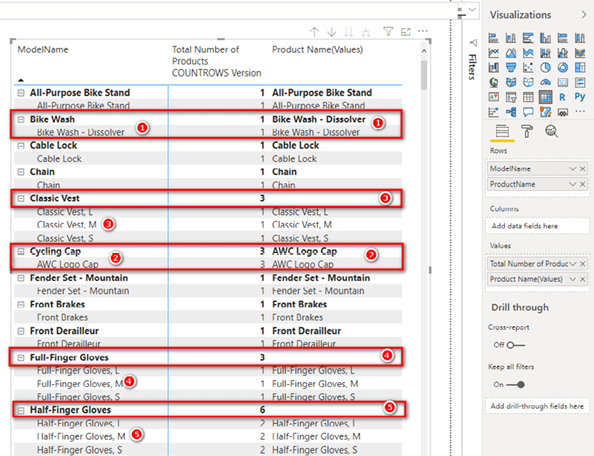 Visualizations
Filters
ModelName Total Number of Products COUNTROWS Version Product Name(Values)
All-Purpose Bike Stand 1 All-Purpose Bike Stand
All-Purpose Bike Stand 1 All-Purpose Bike Stand
Bike Wash 1 Bike Wash - Dissolver
Bike Wash - Dissolver 1 1 Bike Wash - Dissolver 1
Cable Lock 1 Cable Lock
Cable Lock 1 Cable Lock
Chain 1 Chain
Chain 1 Chain
Classic Vest 3 3
Classic Vest, L 1 Classic Vest, L
Classic Vest, M 3 1 Classic Vest, M
Classic Vest, S 1 Classic Vest, S
Cycling Cap 3 AWC Logo Cap
AWC Logo Cap 2 3 AWC Logo Cap 2
Fender Set - Mountain 1 Fender Set - Mountain
Fender Set - Mountain 1 Fender Set - Mountain
Front Brakes 1 Front Brakes
Front Brakes 1 Front Brakes
Front Derailleur 1 Front Derailleur
Front Derailleur 1 Front Derailleur
Full-Finger Gloves 3 4
Full-Finger Gloves, L 1 Full-Finger Gloves, L
Full-Finger Gloves, M 4 1 Full-Finger Gloves, M
Full-Finger Gloves, S 1 Full-Finger Gloves, S
Half-Finger Gloves 6 5
Half-Finger Gloves, L 2 Half-Finger Gloves, L
Half-Finger Gloves, M 5 2 Half-Finger Gloves, M
Half-Finger Gloves, S 2 Half-Finger Gloves, S
R Py
Rows
ModelName
ProductName
Columns
Add data fields here
Values
Total Number of Produc
Product Name(Values)
Drill through
Cross-report
Off
Keep all filters
On
Add drill-through fields here